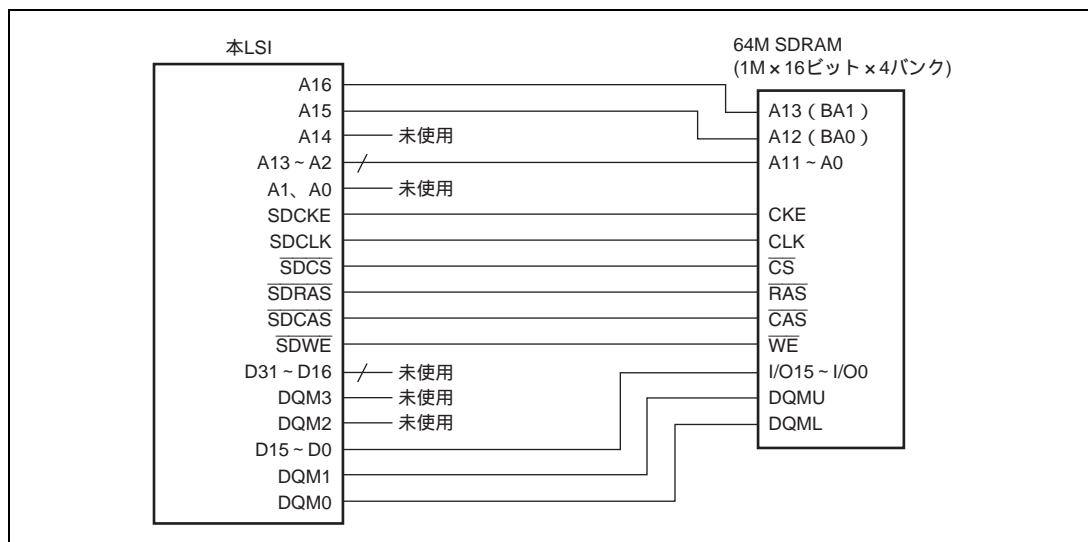 本LSI
A16
A15
A14
未使用
A13～A2
A1、A0
未使用
SDCKE
SDCLK
SDCS
SDRAS
SDCAS
SDWE
D31～D16
未使用
DQM3
未使用
DQM2
未使用
D15～D0
DQM1
DQM0
64M SDRAM
(1M×16ビット×4バンク)
A13（BA1）
A12（BA0）
A11～A0
CKE
CLK
CS
RAS
CAS
WE
I/O15～I/O0
DQMU
DQML